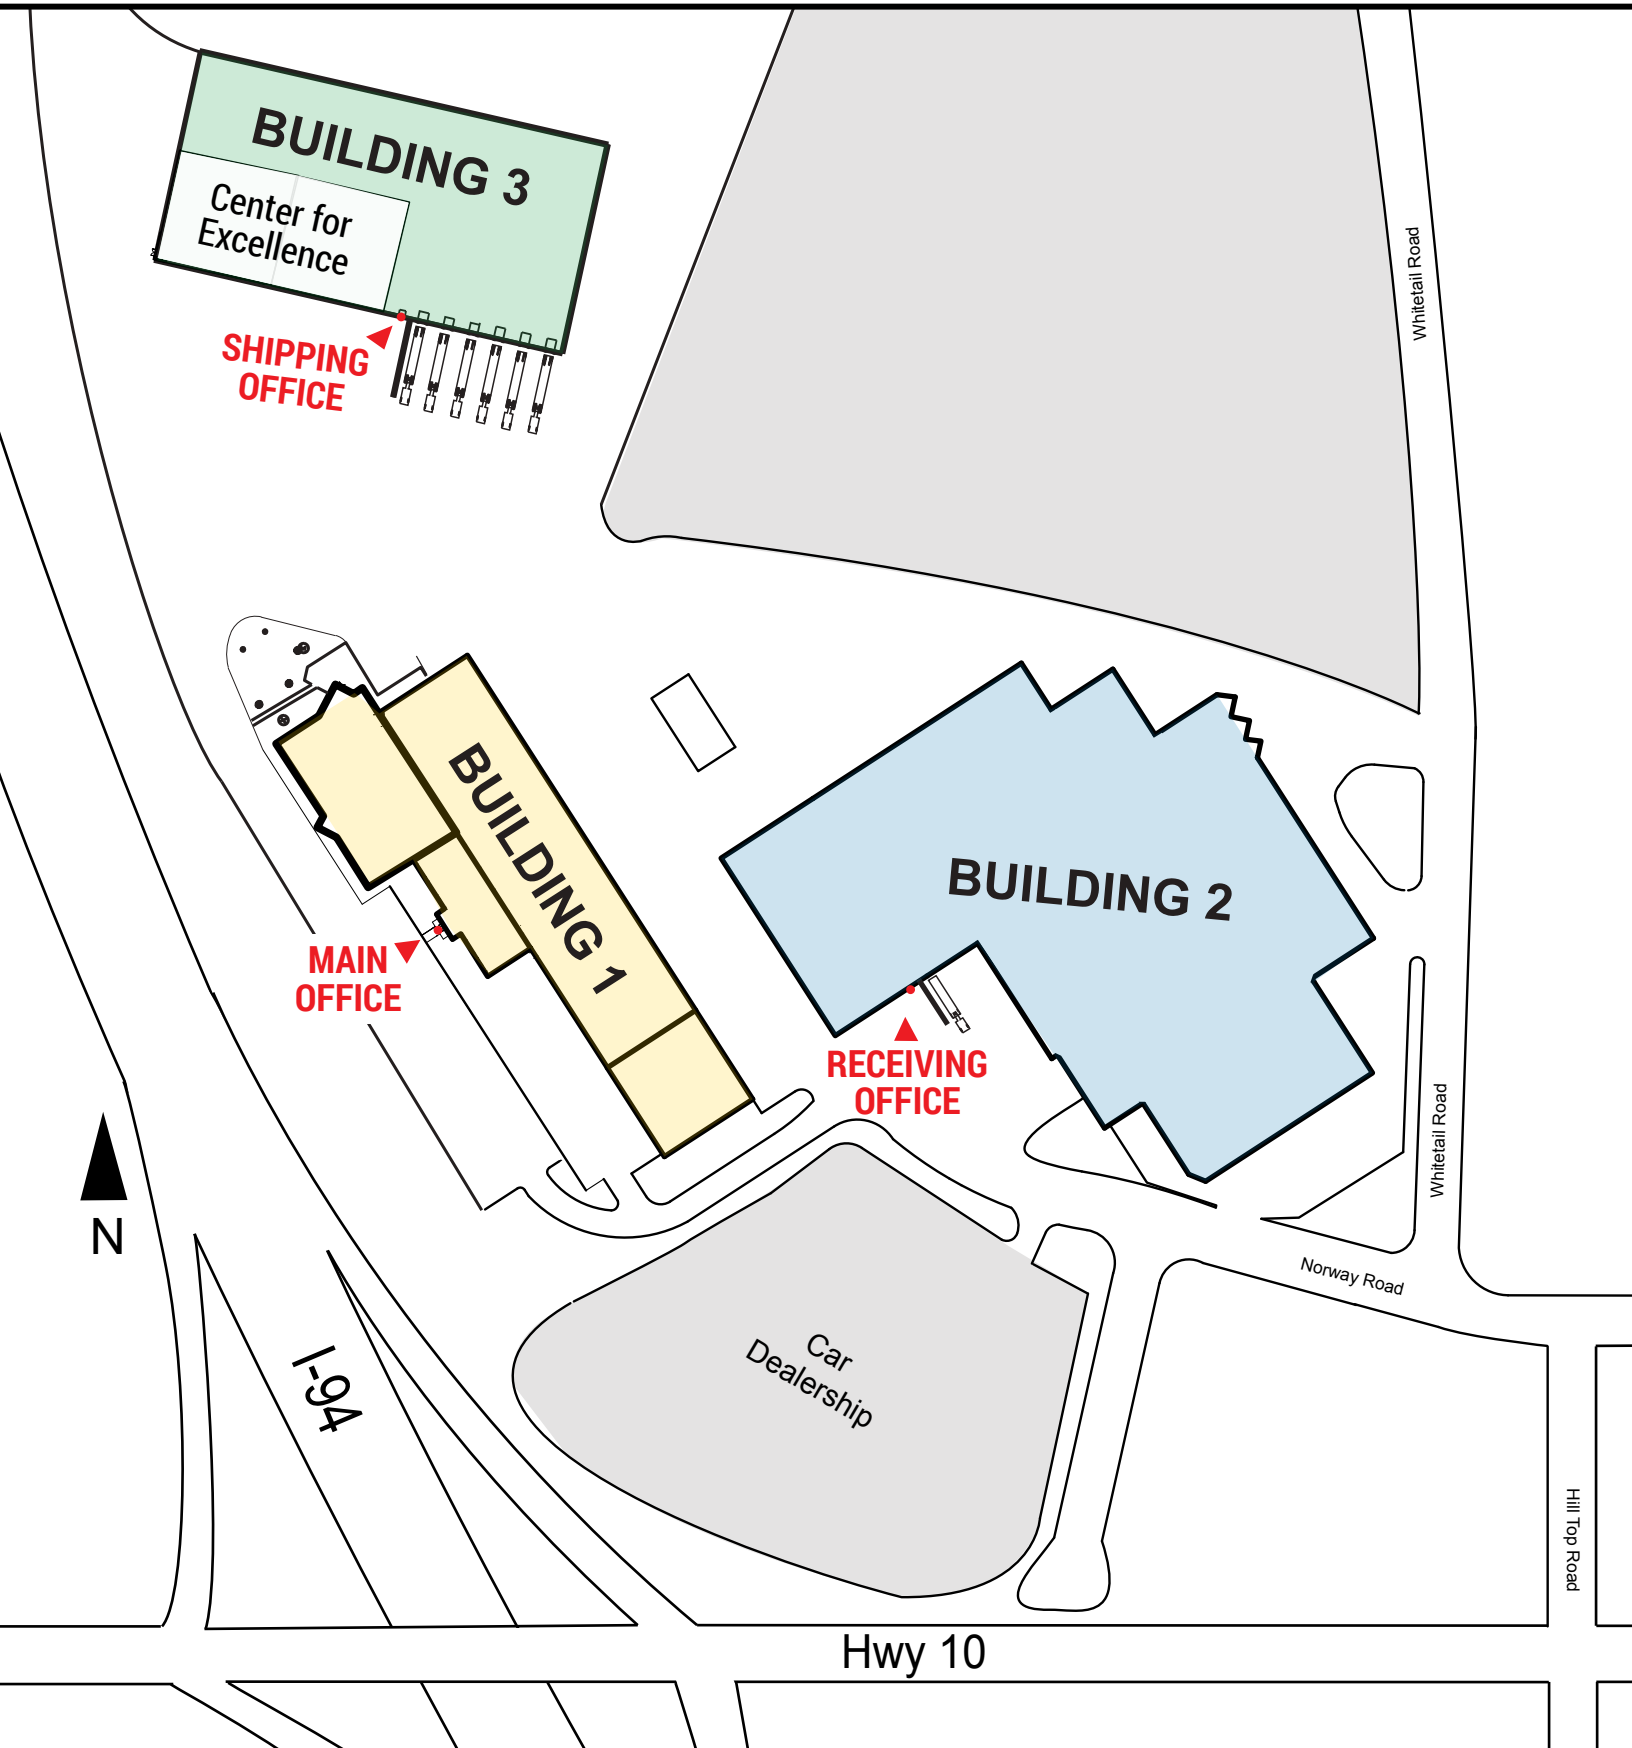 BUILDING 3
Center for
Excellence
SHIPPING
OFFICE
Whitetail Road
BUILDING 1
BUILDING 2
MAIN
OFFICE
RECEIVING
OFFICE
Whitetail Road
N
Norway Road
I-94
Car
Dealership
Hill Top Road
Hwy 10